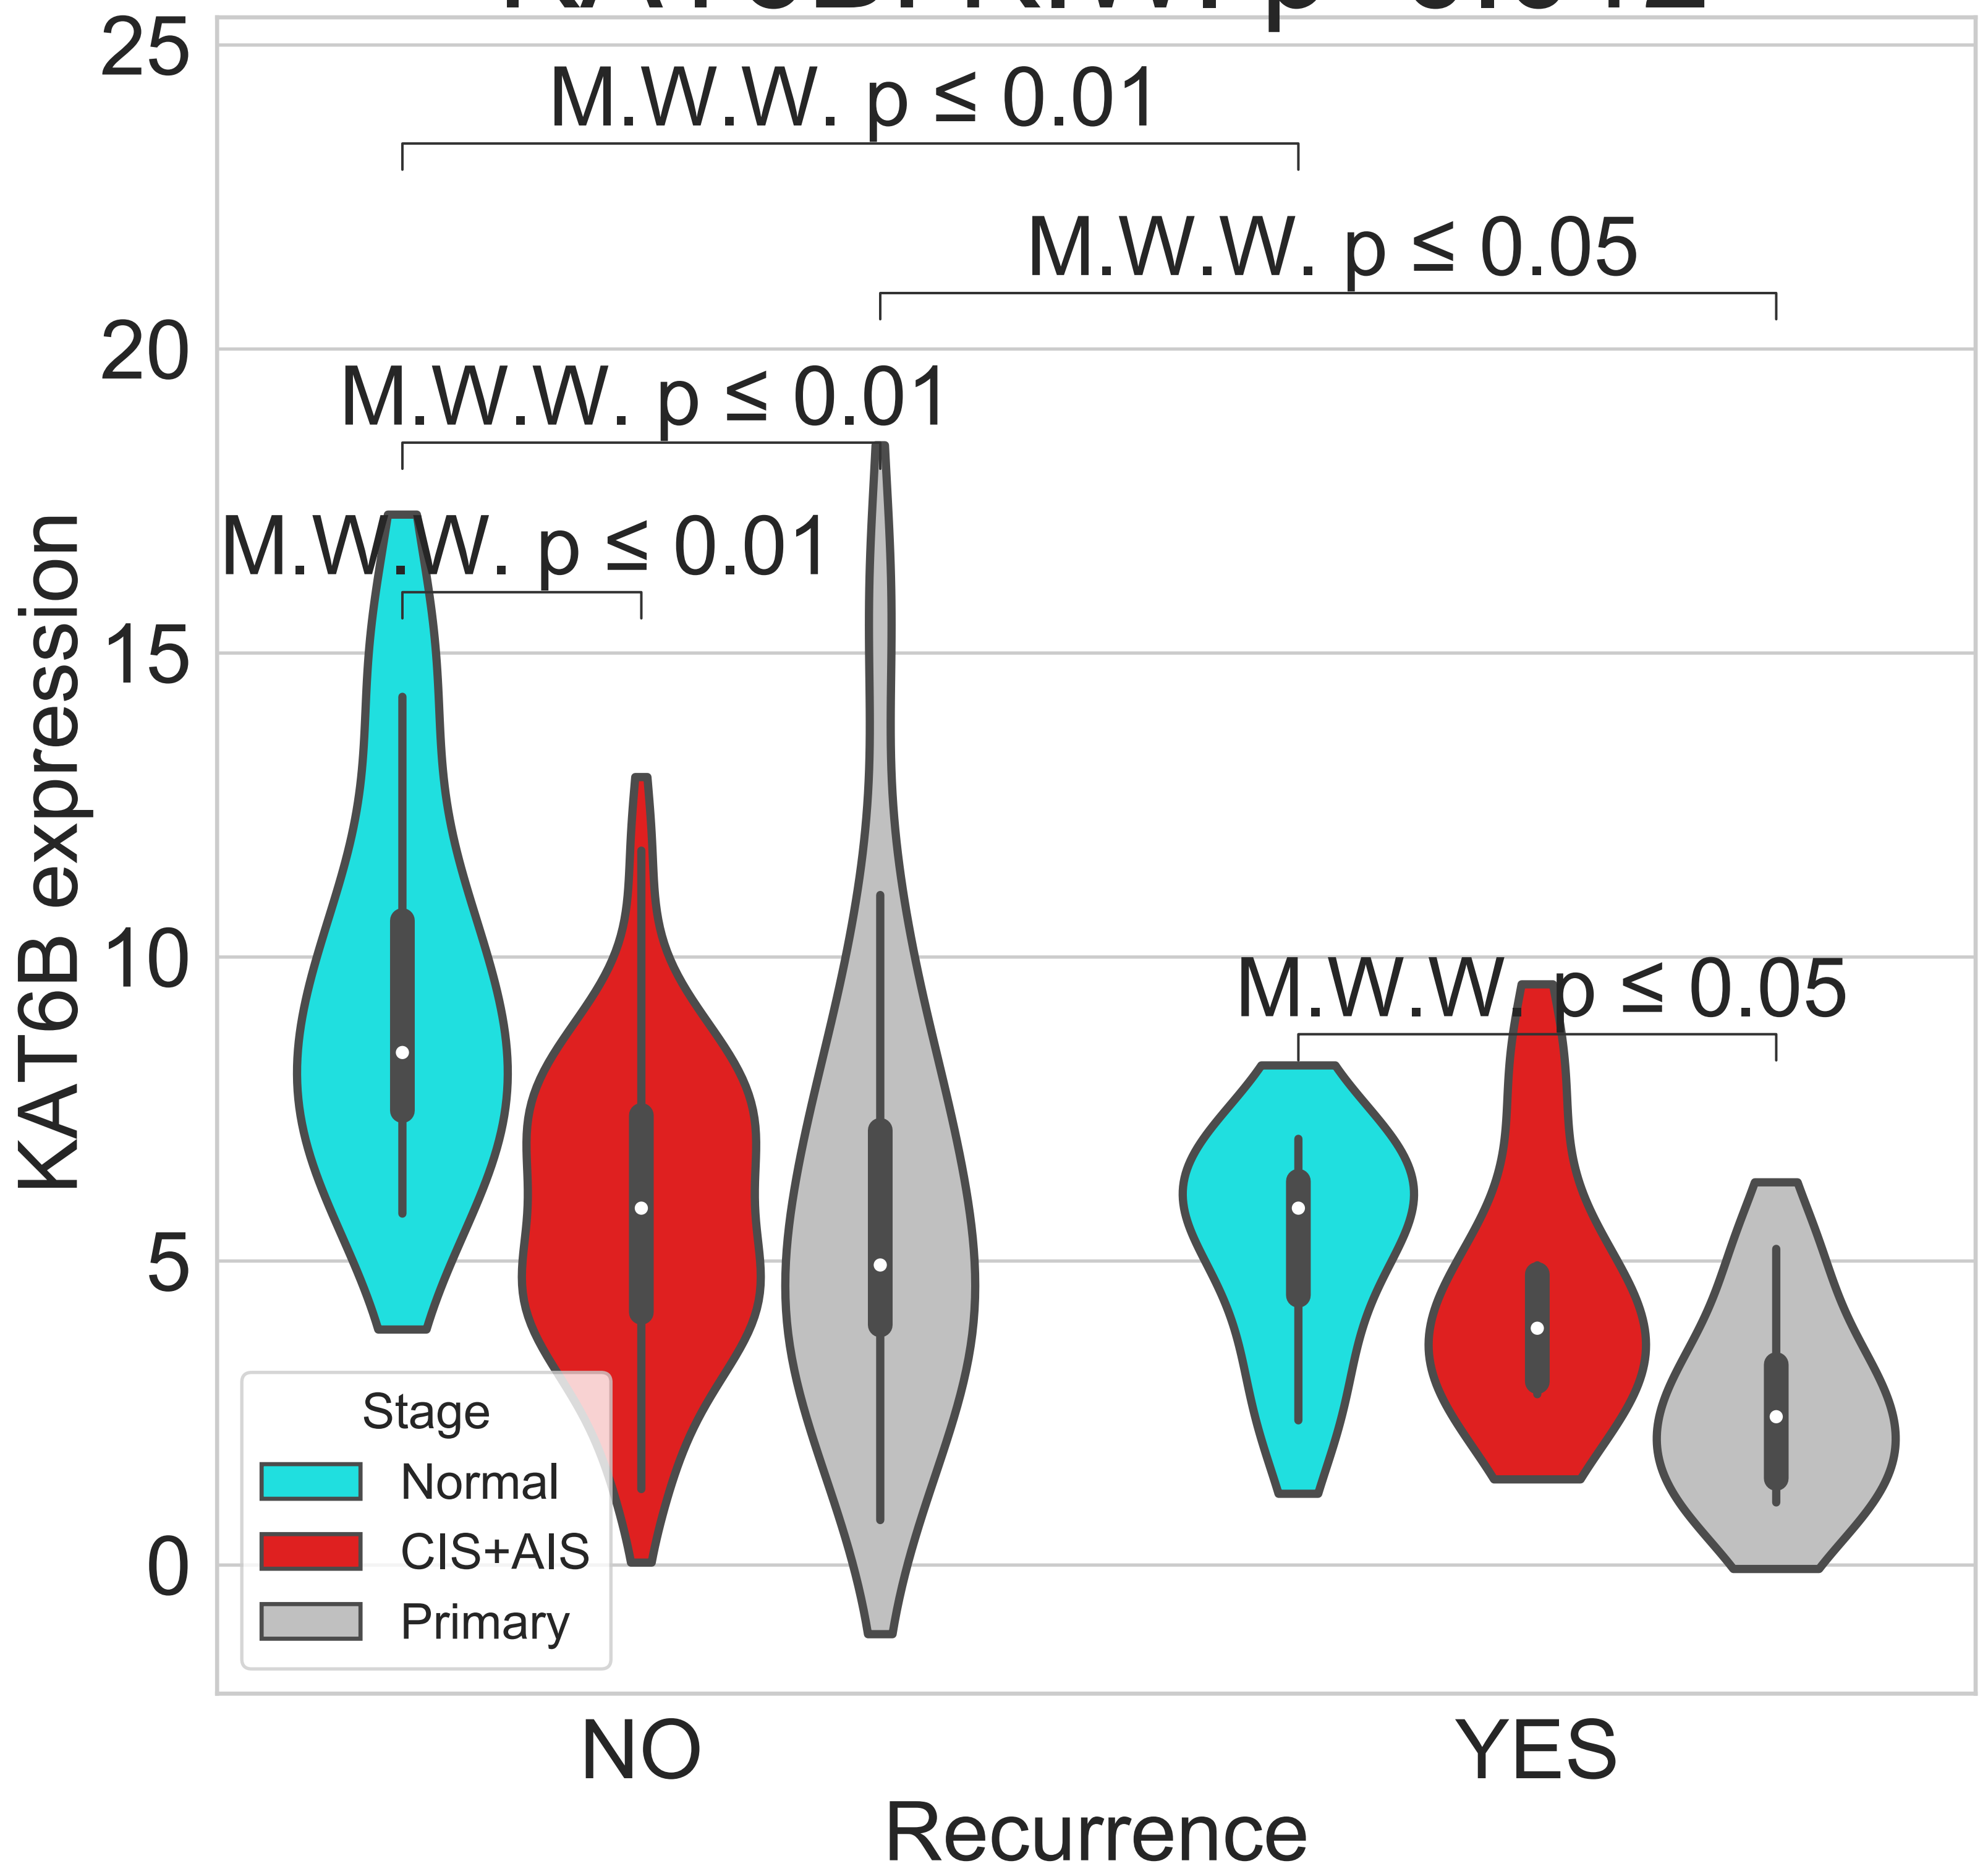 25
M.W.W. p ≤ 0.01
M.W.W. p ≤ 0.05
20
M.W.W. p ≤ 0.01
M.W.W. p ≤ 0.01
15
10
M.W.W. p ≤ 0.05
5
0
KAT6B expression
Stage
Normal
CIS+AIS
Primary
NO
YES
Recurrence